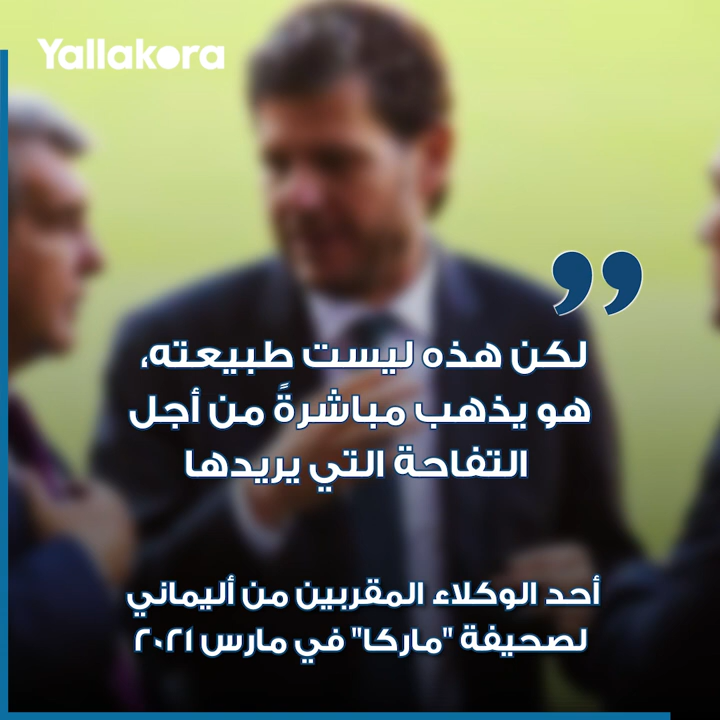 Yallakora
لكن هذه ليست طبيعته،
هو يذهب مباشرةً من أجل
التفاحة التي يريدها
أحد الوكلاء المقربين من أليماني
لصحيفة "ماركا" في مارس ٢٠٢١